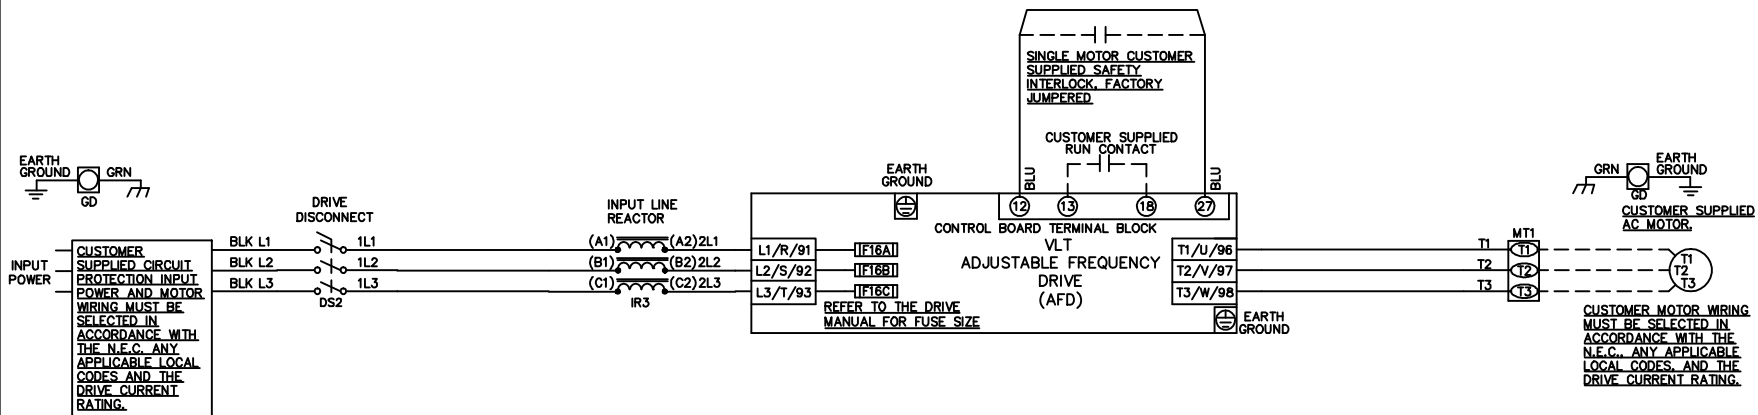 SINGLE MOTOR CUSTOMER
SUPPLIED SAFETY
INTERLOCK, FACTORY
JUMPERED
CUSTOMER SUPPLIED
RUN CONTACT
BLU
BLU
EARTH
GROUND
GRN
GD
EARTH
GROUND
12
13
18
27
CONTROL BOARD TERMINAL BLOCK
GRN
EARTH
GROUND
GD
CUSTOMER SUPPLIED
AC MOTOR.
DRIVE
DISCONNECT
INPUT LINE
REACTOR
INPUT
POWER
CUSTOMER
SUPPLIED CIRCUIT
PROTECTION INPUT
POWER AND MOTOR
WIRING MUST BE
SELECTED IN
ACCORDANCE WITH
THE N.E.C. ANY
APPLICABLE LOCAL
CODES AND THE
DRIVE CURRENT
RATING.
BLK L1
BLK L2
BLK L3
1L1
1L2
1L3
DS2
(A1) (A2) 2L1
(B1) (B2) 2L2
(C1) (C2) 2L3
IR3
L1/R/91
L2/S/92
L3/T/93
F16A
F16B
F16C
REFER TO THE DRIVE
MANUAL FOR FUSE SIZE
VLT
ADJUSTABLE FREQUENCY
DRIVE
(AFD)
T1/U/96
T2/V/97
T3/W/98
EARTH
GROUND
T1
T2
T3
MT1
T1
T2
T3
T1
T2
T3
CUSTOMER MOTOR WIRING
MUST BE SELECTED IN
ACCORDANCE WITH THE
N.E.C., ANY APPLICABLE
LOCAL CODES, AND THE
DRIVE CURRENT RATING.